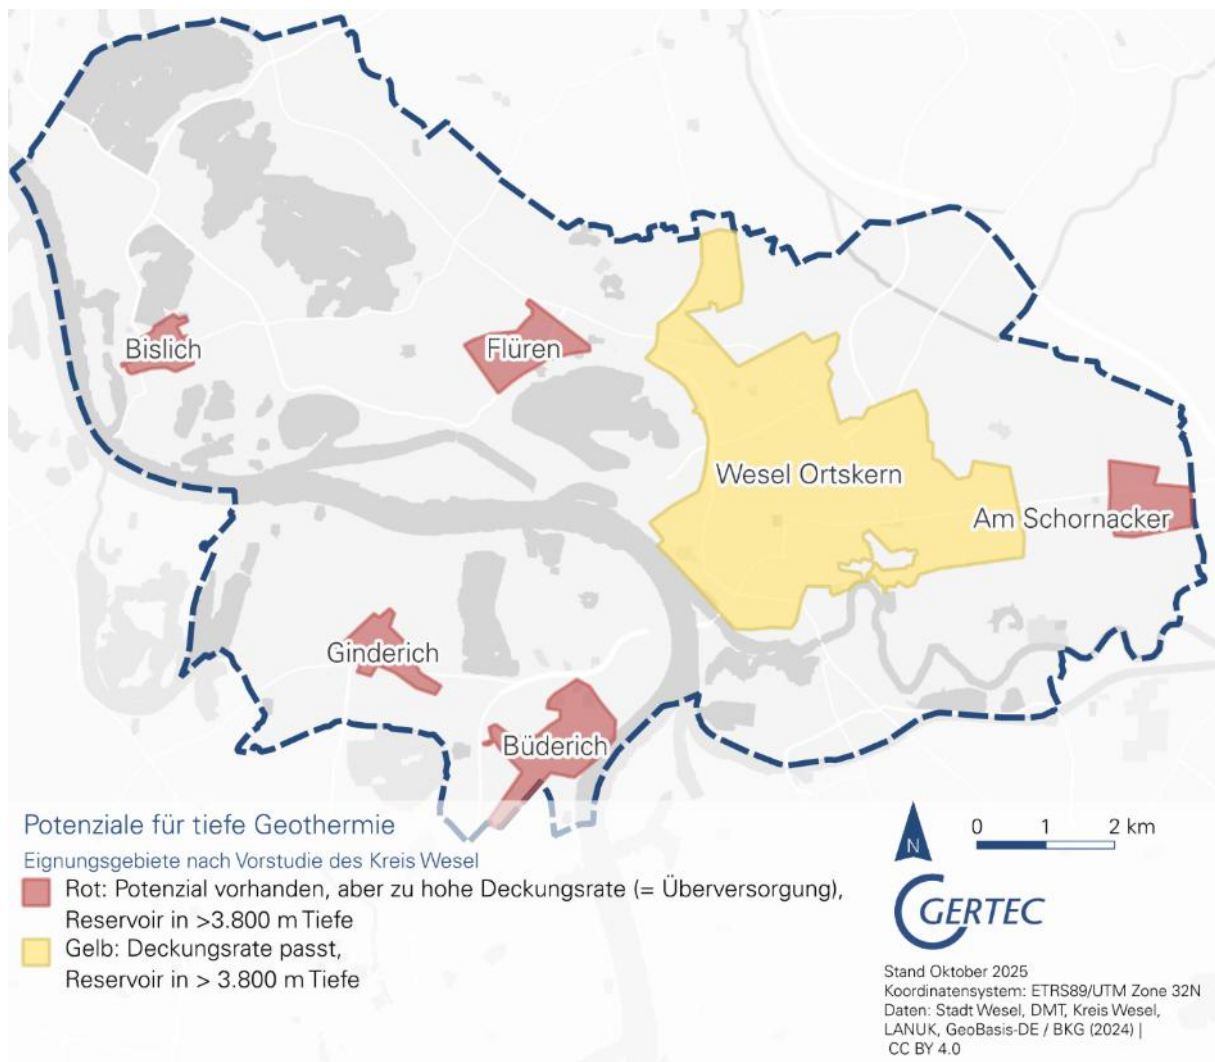 Bislich
Flüren
Wesel Ortskern
Am Schornacker
Ginderich
Büderich
Potenziale für tiefe Geothermie
Eignungsgebiete nach Vorstudie des Kreis Wesel
Rot: Potenzial vorhanden, aber zu hohe Deckungsrate (= Überversorgung),
Reservoir in >3.800 m Tiefe
Gelb: Deckungsrate passt,
Reservoir in > 3.800 m Tiefe
N
0 1 2 km
GERTEC
Stand Oktober 2025
Koordinatensystem: ETRS89/UTM Zone 32N
Daten: Stadt Wesel, DMT, Kreis Wesel,
LANUK, GeoBasis-DE / BKG (2024) |
CC BY 4.0